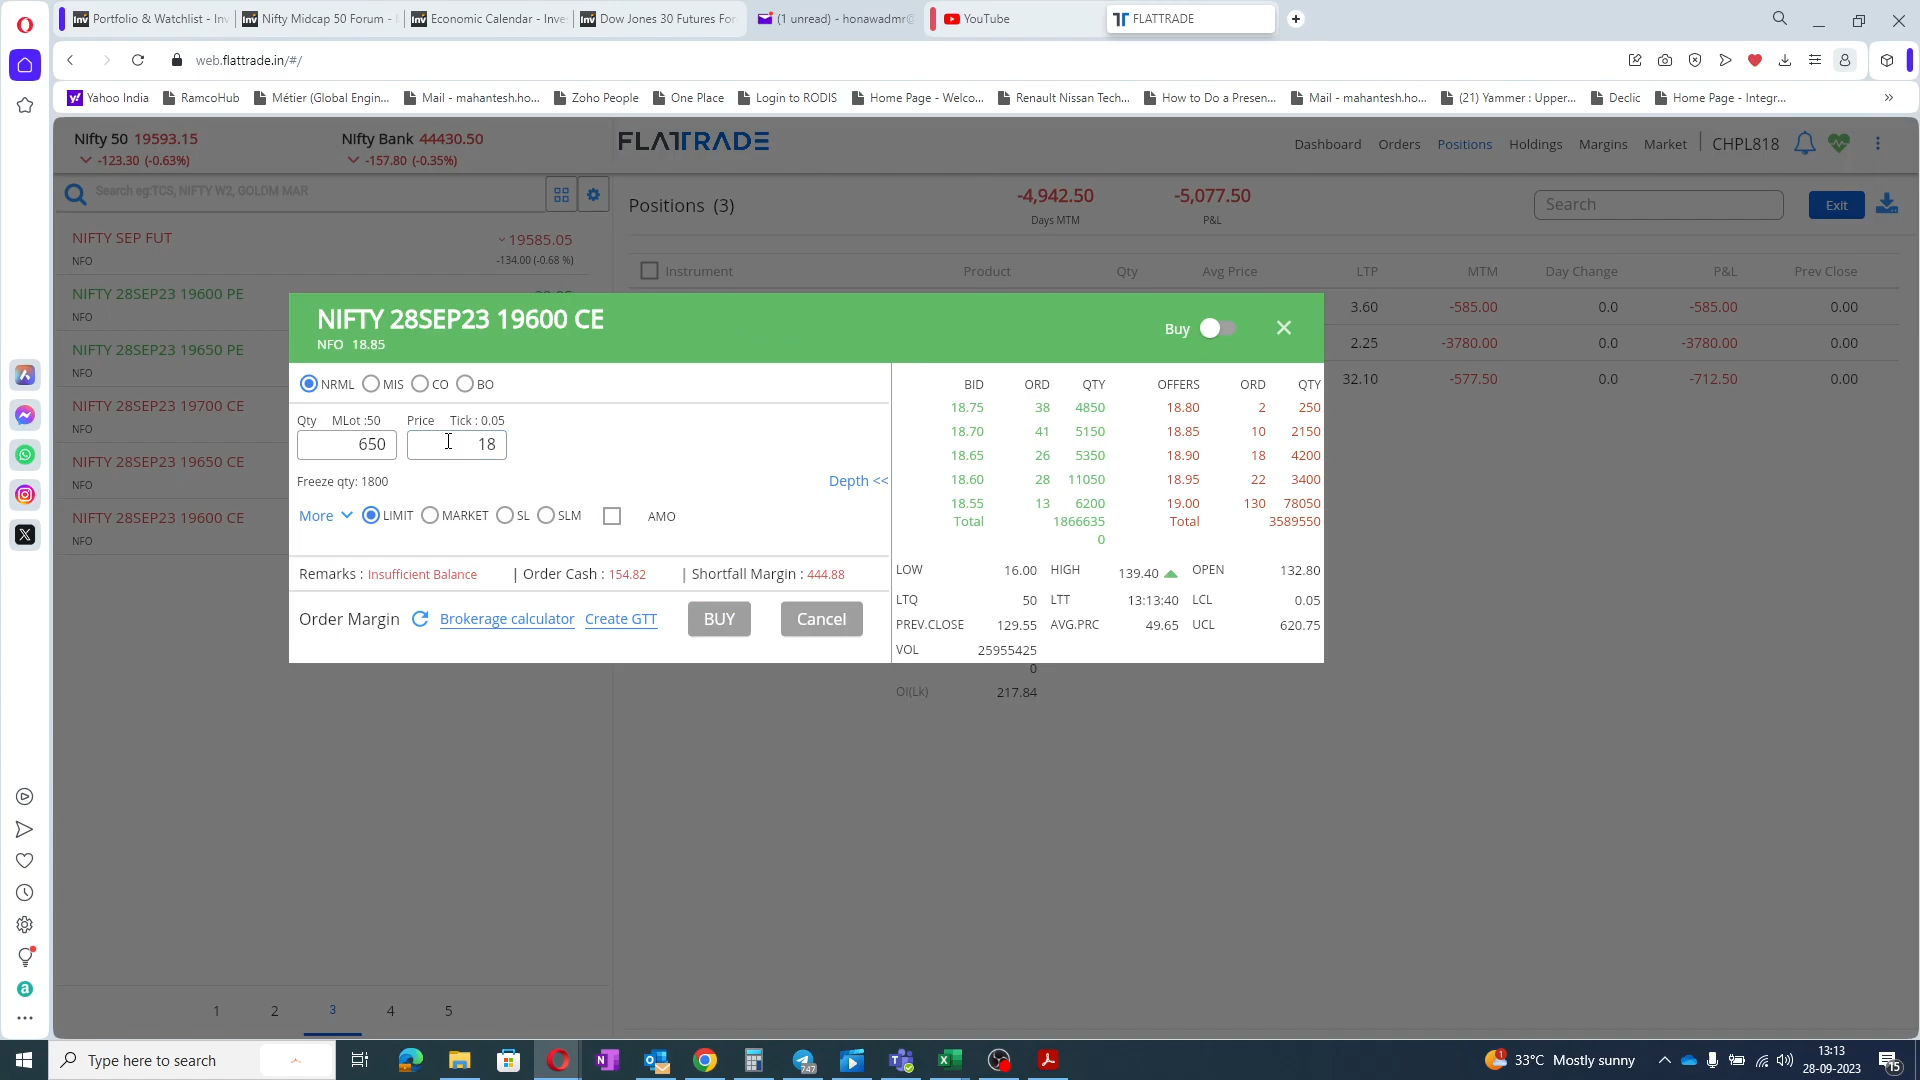 Portfolio & Watchlist - Inv
Nifty Midcap 50 Forum -
Economic Calendar - Inve
Dow Jones 30 Futures For
(1 unread) - honawadmr@
YouTube
FLATTRADE
web.flattrade.in/#/
Yahoo India
RamcoHub
Métier (Global Engin...
Mail - mahantesh.ho...
Zoho People
One Place
Login to RODIS
Home Page - Welco...
Renault Nissan Tech...
How to Do a Presen...
Mail - mahantesh.ho...
(21) Yammer : Upper...
Declic
Home Page - Integr...
NIfty 50 19593.15
-123.30 (-0.63%)
NIfty Bank 44430.50
-157.80 (-0.35%)
FLATTRADE
Dashboard Orders Positions Holdings Margins Market CHPL818
Search eg:TCS, NIFTY W2, GOLDM MAR
Positions (3)
-4,942.50
Days MTM
-5,077.50
P&L
Search
Exit
NIFTY SEP FUT 19585.05
NFO -134.00 (-0.68 %)
NIFTY 28SEP23 19600 PE
NFO
NIFTY 28SEP23 19650 PE
NFO
NIFTY 28SEP23 19700 CE
NFO
NIFTY 28SEP23 19650 CE
NFO
NIFTY 28SEP23 19600 CE
NFO
1 2 3 4 5
Instrument Product Qty Avg Price LTP MTM Day Change P&L Prev Close
3.60 -585.00 0.0 -585.00 0.00
2.25 -3780.00 0.0 -3780.00 0.00
32.10 -577.50 0.0 -712.50 0.00
NIFTY 28SEP23 19600 CE
NFO 18.85
Buy
NRML MIS CO BO
Qty MLot :50 Price Tick : 0.05
650 18
Freeze qty: 1800
Depth <<
More LIMIT MARKET SL SLM AMO
Remarks : Insufficient Balance | Order Cash : 154.82 | Shortfall Margin : 444.88
Order Margin Brokerage calculator Create GTT BUY Cancel
BID ORD QTY OFFERS ORD QTY
18.75 38 4850 18.80 2 250
18.70 41 5150 18.85 10 2150
18.65 26 5350 18.90 18 4200
18.60 28 11050 18.95 22 3400
18.55 13 6200 19.00 130 78050
Total 1866635 Total 3589550
0
LOW 16.00 HIGH 139.40 OPEN 132.80
LTQ 50 LTT 13:13:40 LCL 0.05
PREV.CLOSE 129.55 AVG.PRC 49.65 UCL 620.75
VOL 25955425
0
OI(Lk) 217.84
Type here to search
747
33°C Mostly sunny
13:13
28-09-2023
15